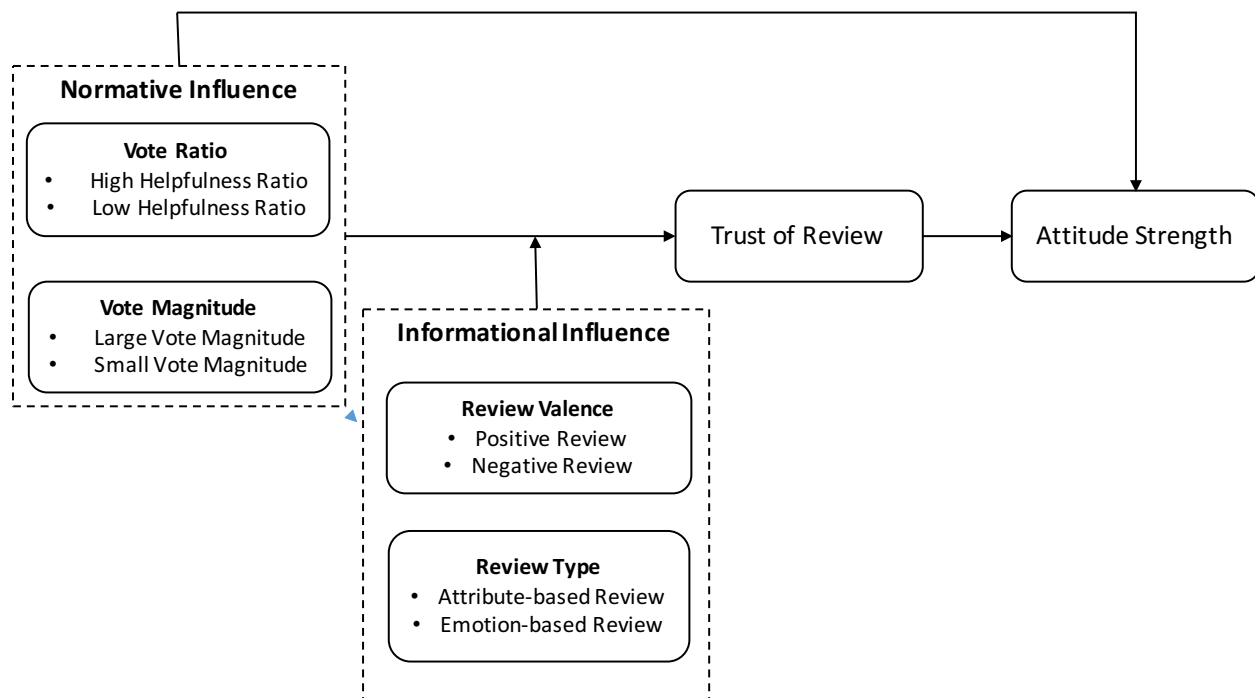 Normative Influence
Vote Ratio
• High Helpfulness Ratio
• Low Helpfulness Ratio
Vote Magnitude
• Large Vote Magnitude
• Small Vote Magnitude
Trust of Review
Attitude Strength
Informational Influence
Review Valence
• Positive Review
• Negative Review
Review Type
• Attribute-based Review
• Emotion-based Review